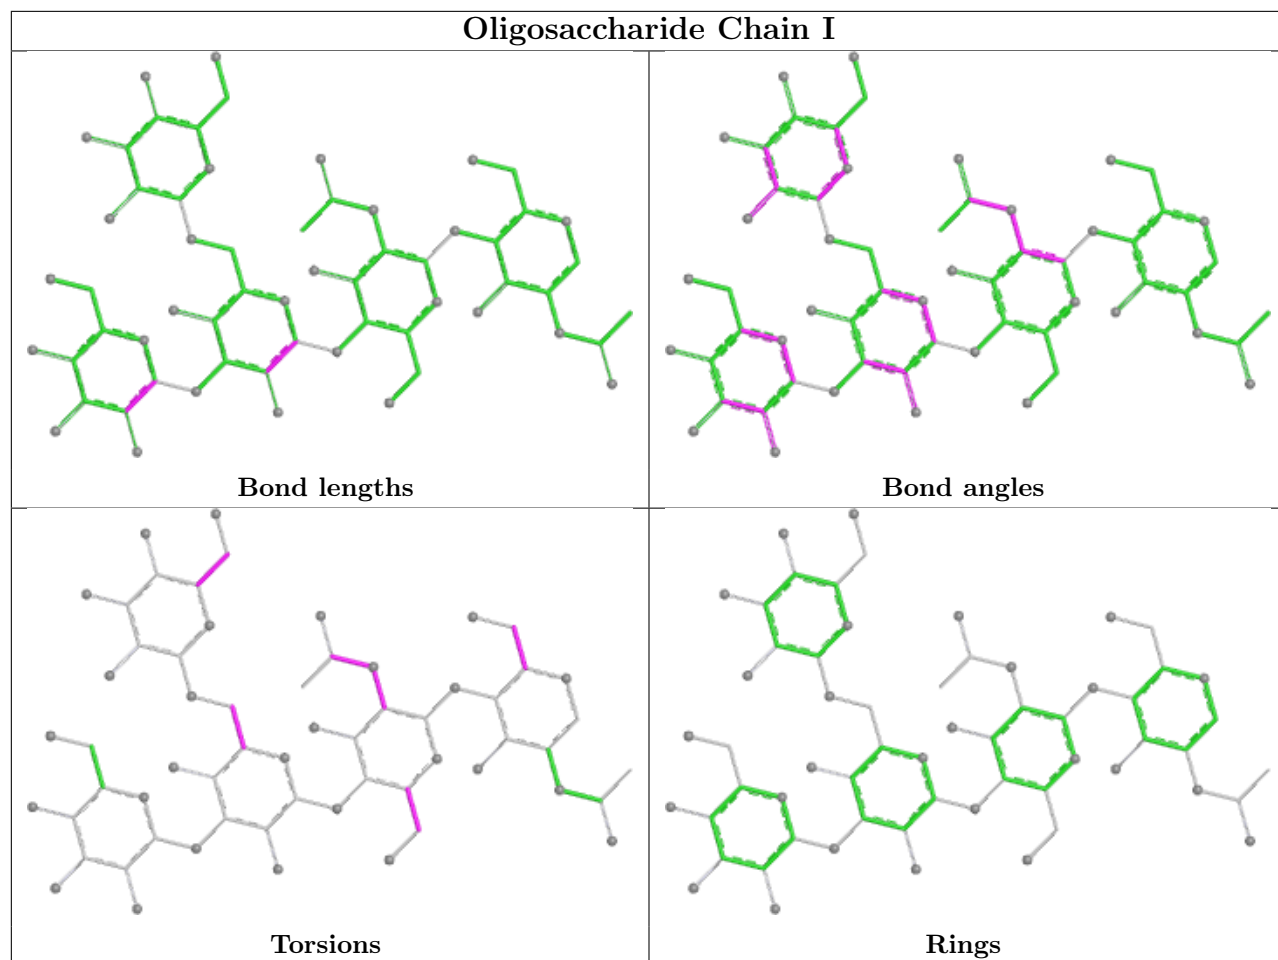 Oligosaccharide Chain I
Bond lengths
Bond angles
Torsions
Rings